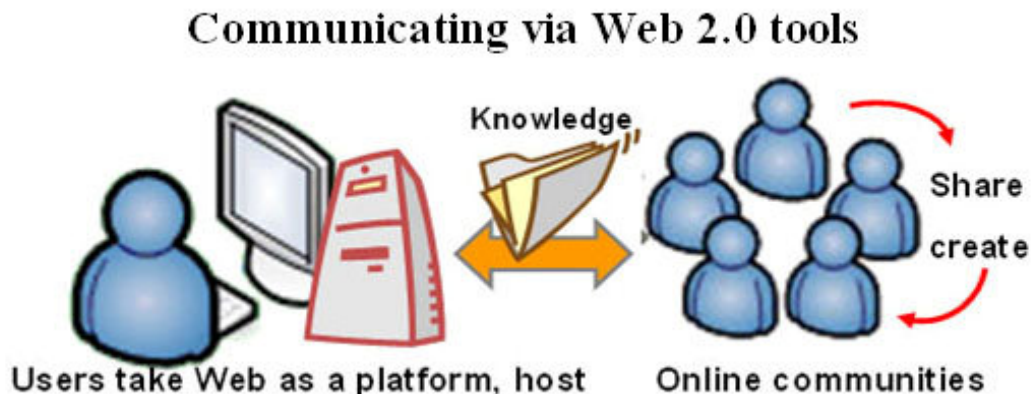 Communicating via Web 2.0 tools
Knowledge
Share
create
Users take Web as a platform, host
Online communities